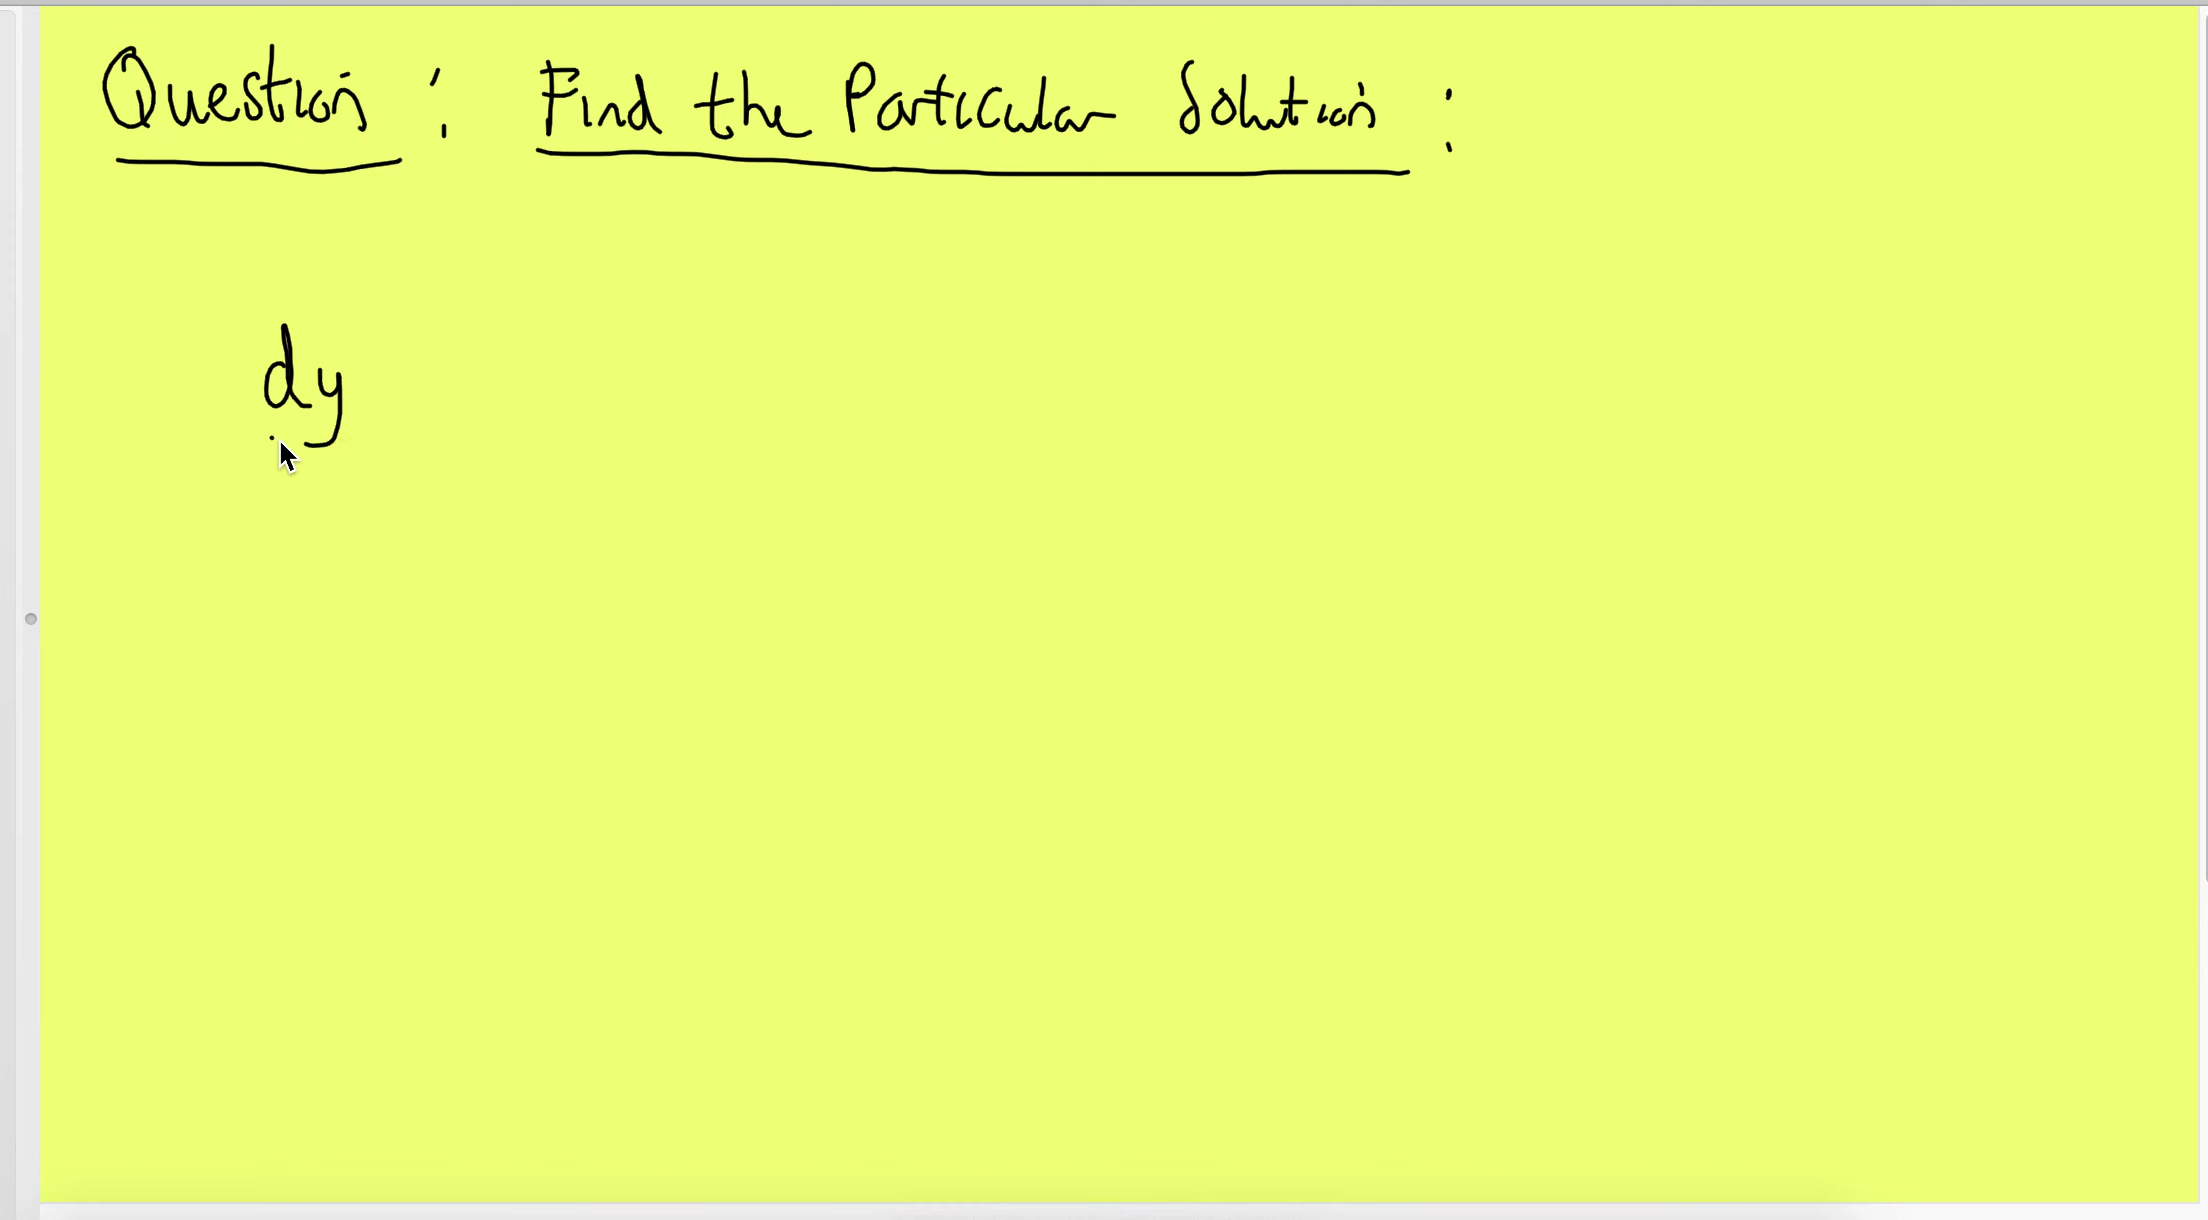 Question : Find the Particular Solution :
dy